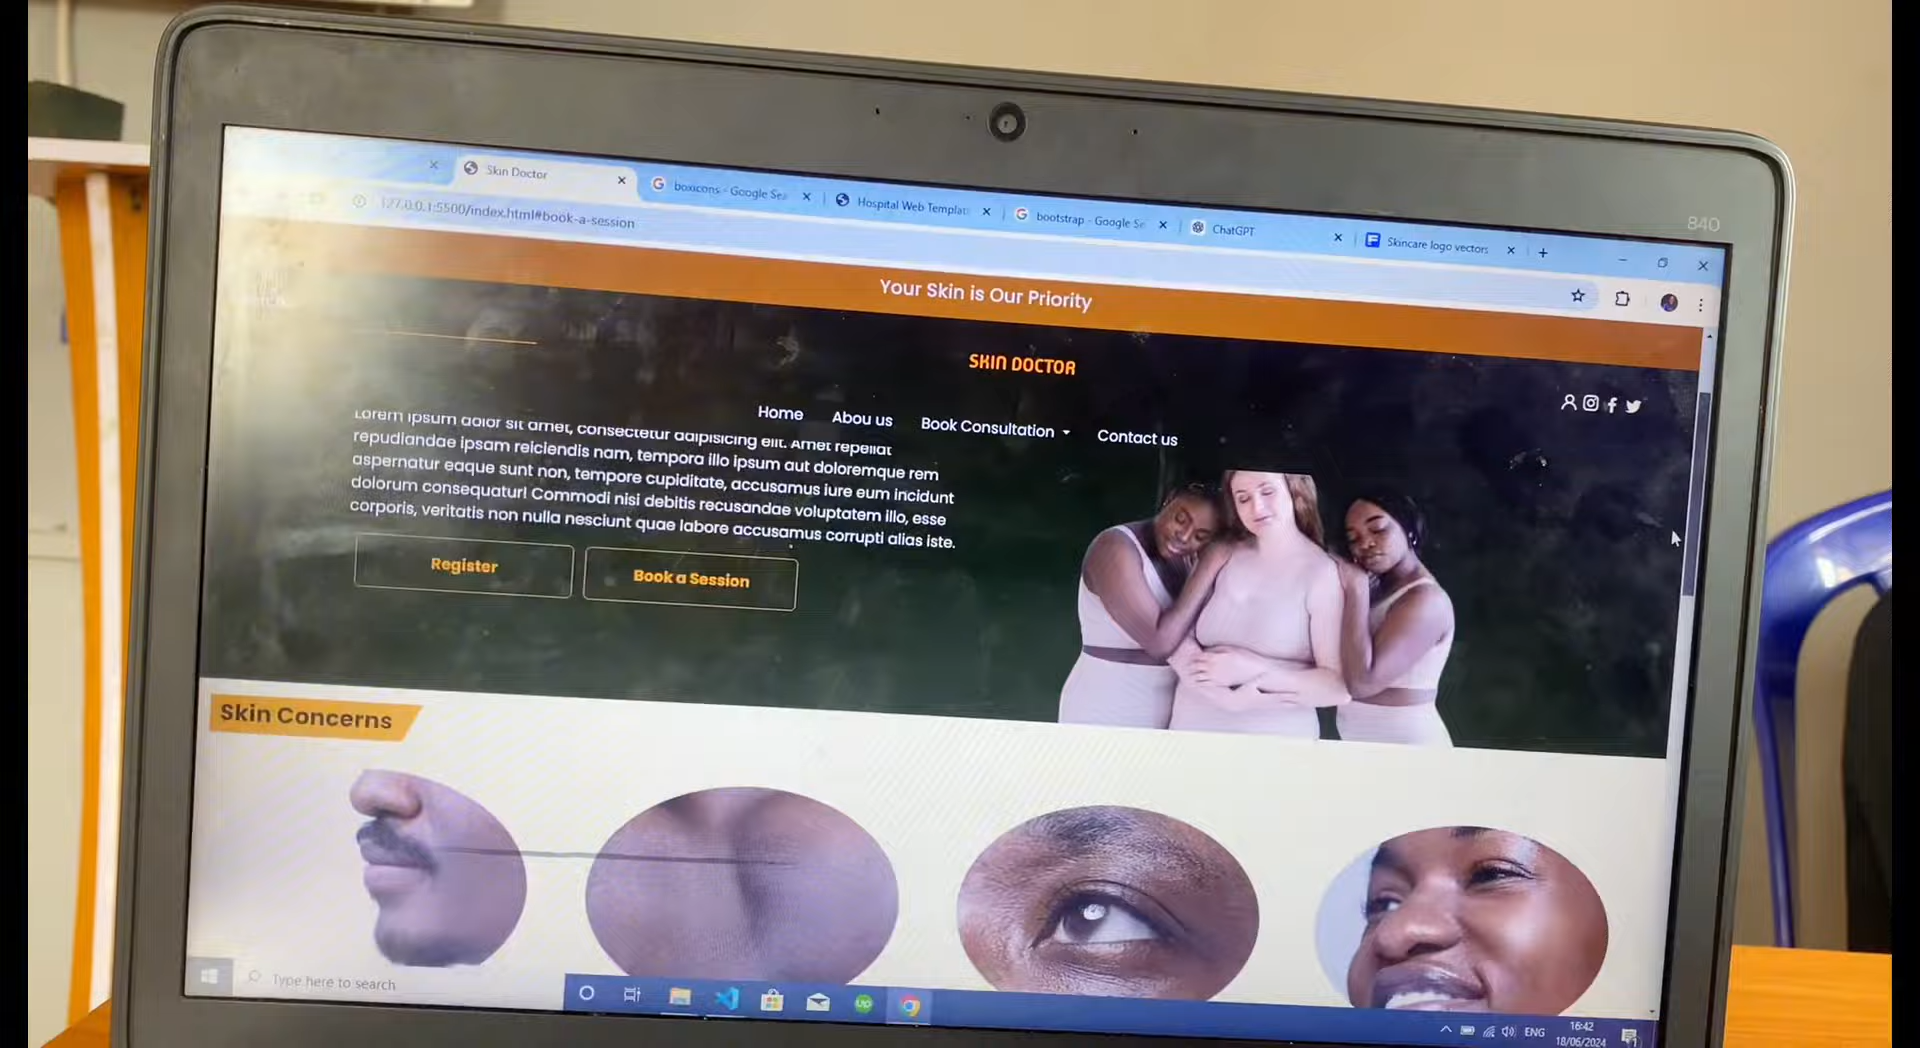 840
Skin Doctor
boxicons - Google Sea
Hospital Web Templat
bootstrap - Google Se
ChatGPT
Skincare logo vectors
127.0.0.1:5500/index.html#book-a-session
Your Skin is Our Priority
SKIN DOCTOR
Home
Abou us
Book Consultation
Contact us
Lorem ipsum dolor sit amet, consectetur adipisicing elit. Amet repellat
repudiandae ipsam reiciendis nam, tempora illo ipsum aut doloremque rem
aspernatur eaque sunt non, tempore cupiditate, accusamus iure eum incidunt
dolorum consequatur! Commodi nisi debitis recusandae voluptatem illo, esse
corporis, veritatis non nulla nesciunt quae labore accusamus corrupti alias iste.
Register
Book a Session
Skin Concerns
Type here to search
Up
ENG
16:42
18/06/2024
1